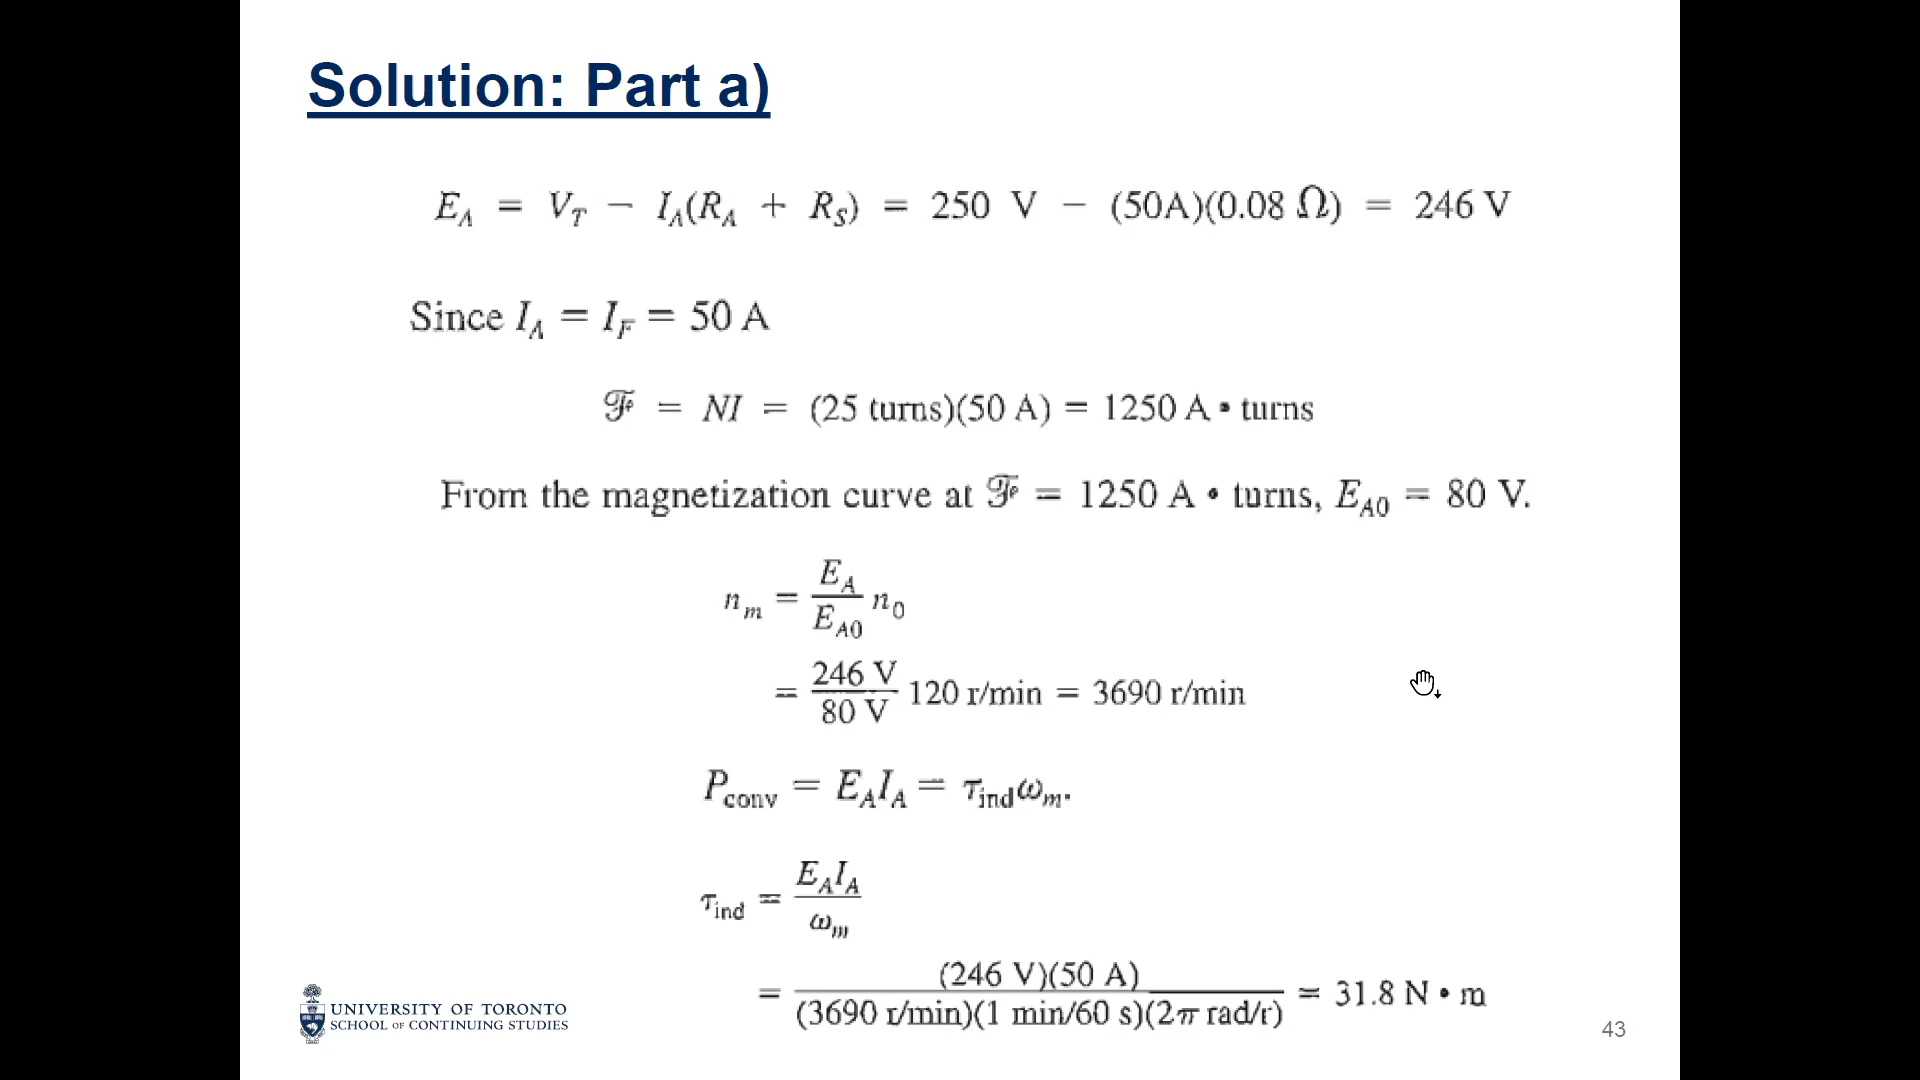 Solution: Part a)
E_A = V_T − I_A(R_A + R_S) = 250 V − (50A)(0.08 Ω) = 246 V
Since I_A = I_F = 50 A
ℱ = NI = (25 turns)(50 A) = 1250 A • turns
From the magnetization curve at ℱ = 1250 A • turns, E_A0 = 80 V.
n_m = E_A/E_A0 n_0
= 246 V/80 V 120 r/min = 3690 r/min
P_conv = E_A I_A = τ_ind ω_m.
τ_ind = E_A I_A/ω_m
= (246 V)(50 A)/(3690 r/min)(1 min/60 s)(2π rad/r) = 31.8 N • m
UNIVERSITY OF TORONTO
SCHOOL OF CONTINUING STUDIES
43